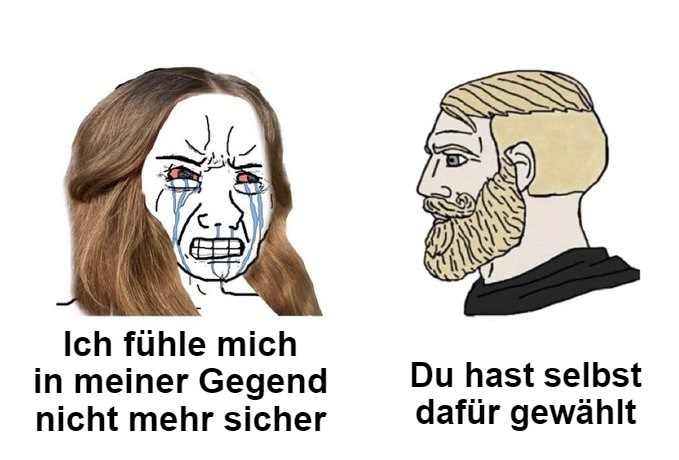 Ich fühle mich
in meiner Gegend
nicht mehr sicher
Du hast selbst
dafür gewählt